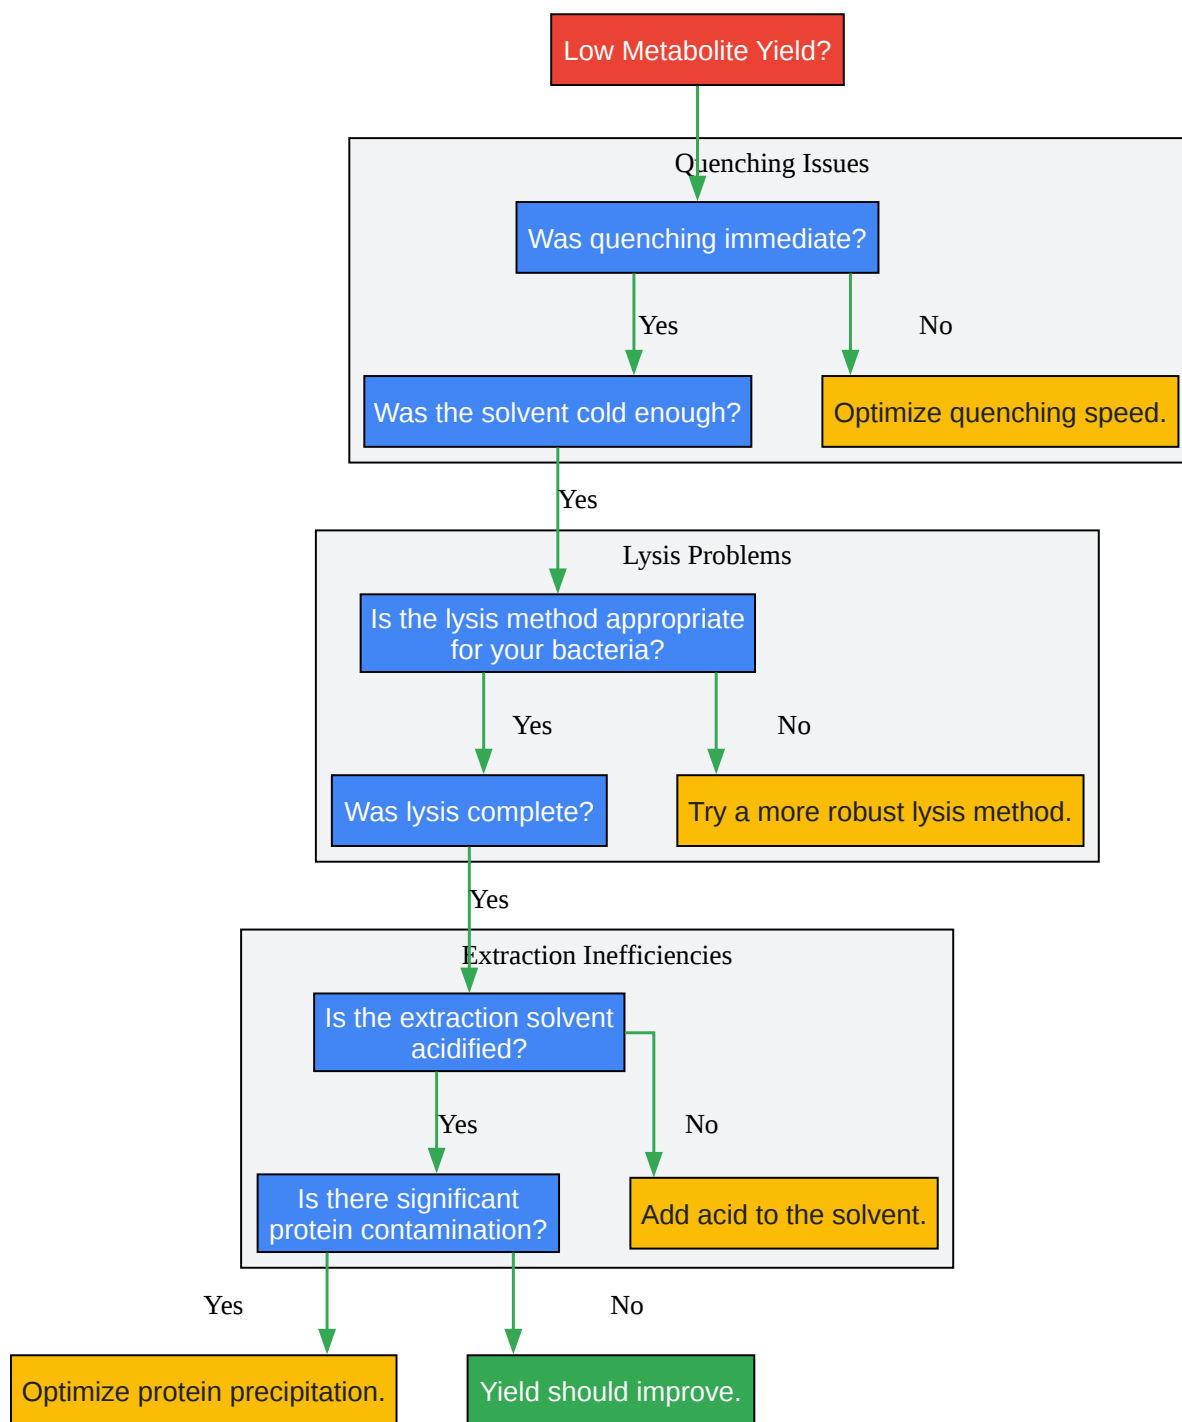 Low Metabolite Yield?
Quenching Issues
Was quenching immediate?
Yes
No
Was the solvent cold enough?
Optimize quenching speed.
Yes
Lysis Problems
Is the lysis method appropriate
for your bacteria?
Yes
No
Was lysis complete?
Try a more robust lysis method.
Yes
Extraction Inefficiencies
Is the extraction solvent
acidified?
Yes
No
Is there significant
protein contamination?
Add acid to the solvent.
Yes
No
Optimize protein precipitation.
Yield should improve.